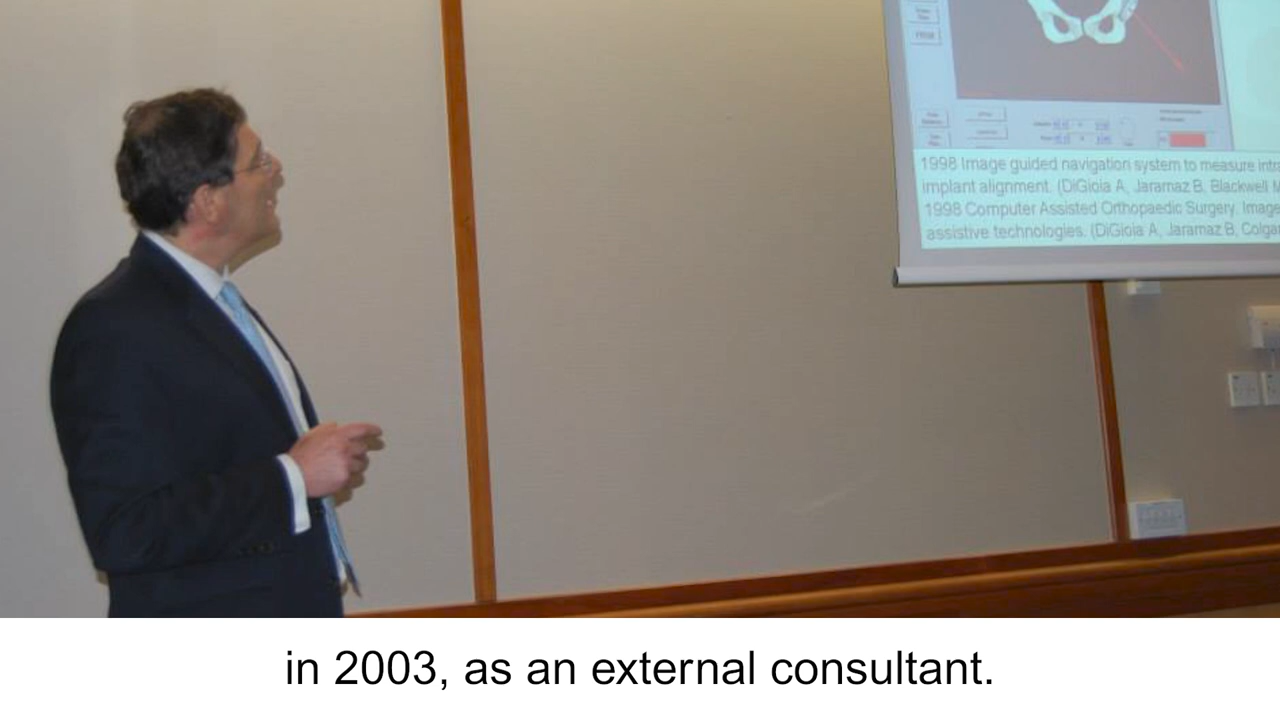 1998 Image guided navigation system to measure intra
implant alignment. (DiGioia A, Jaramaz B, Blackwell M
1998 Computer Assisted Orthopaedic Surgery. Image
assistive technologies. (DiGioia A, Jaramaz B, Colgan
in 2003, as an external consultant.